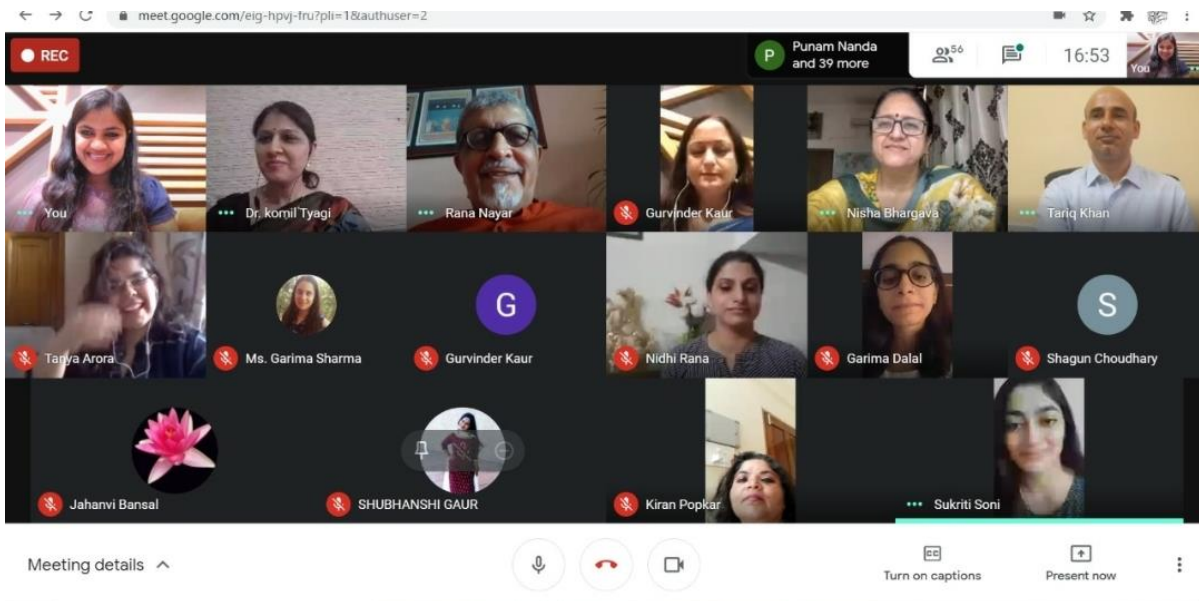 meet.google.com/eig-hpvj-fru?pli=1&authuser=2
REC
P
Punam Nanda
and 39 more
56
16:53
You
You
Dr. komil Tyagi
Rana Nayar
Gurvinder Kaur
Nisha Bhargava
Tariq Khan
Tanya Arora
Ms. Garima Sharma
G
Gurvinder Kaur
Nidhi Rana
Garima Dalal
S
Shagun Choudhary
Jahanvi Bansal
SHUBHANSHI GAUR
Kiran Popkar
Sukriti Soni
Meeting details
CC
Turn on captions
Present now